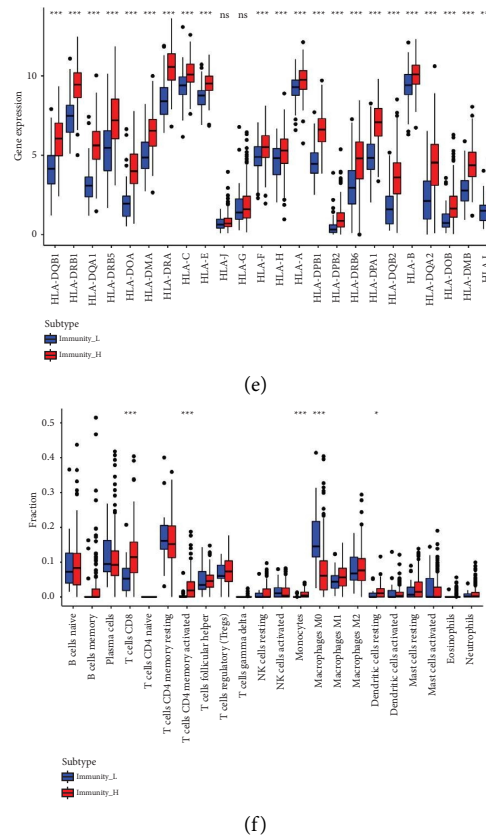 *** *** *** *** *** *** *** *** *** ns ns *** *** *** *** *** *** *** *** *** *** *** ***
10
5
0
Gene expression
HLA-DQB1
HLA-DRB1
HLA-DQA1
HLA-DRB5
HLA-DOA
HLA-DMA
HLA-DRA
HLA-C
HLA-E
HLA-J
HLA-G
HLA-F
HLA-H
HLA-A
HLA-DPB1
HLA-DPB2
HLA-DRB6
HLA-DPA1
HLA-DQB2
HLA-B
HLA-DQA2
HLA-DOB
HLA-DMB
Subtype
Immunity_L
Immunity_H
(e)
*** *** *** *** *
0.5
0.4
0.3
0.2
0.1
0.0
Fraction
B cells naive
B cells memory
Plasma cells
T cells CD8
T cells CD4 naive
T cells CD4 memory resting
T cells CD4 memory activated
T cells follicular helper
T cells regulatory (Tregs)
T cells gamma delta
NK cells resting
NK cells activated
Monocytes
Macrophages M0
Macrophages M1
Macrophages M2
Dendritic cells resting
Dendritic cells activated
Mast cells resting
Mast cells activated
Eosinophils
Neutrophils
Subtype
Immunity_L
Immunity_H
(f)